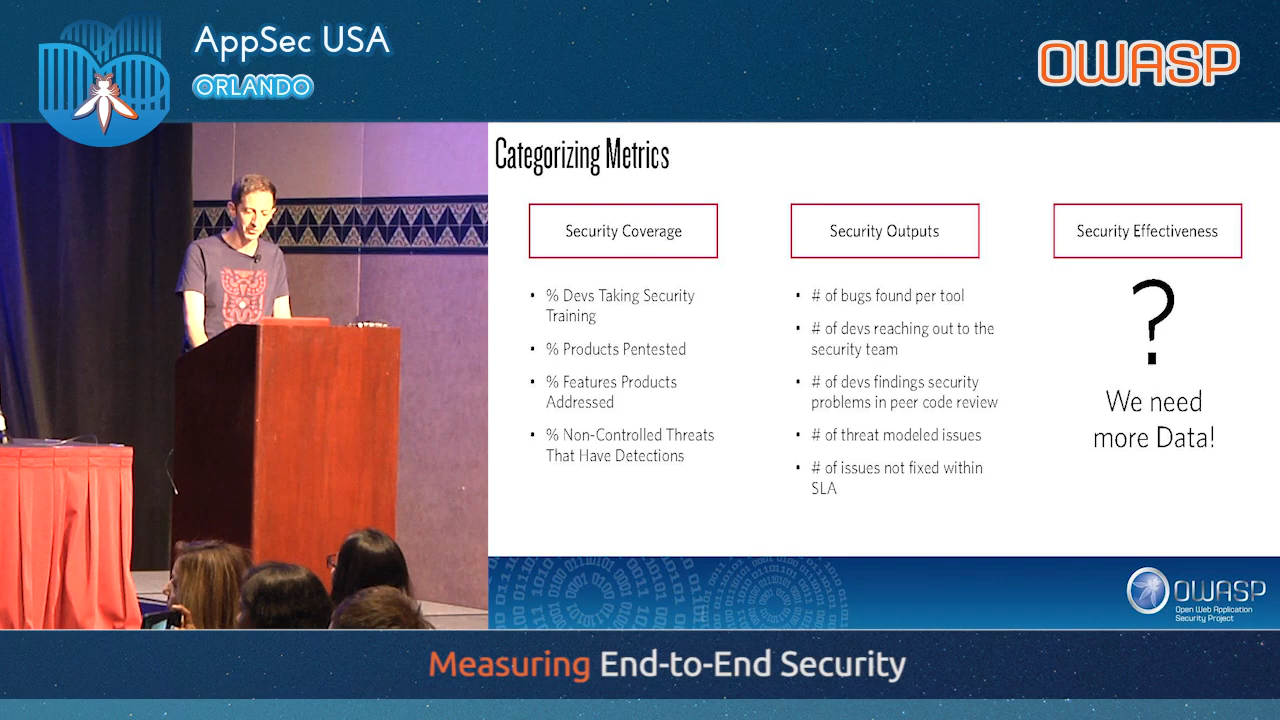 AppSec USA
ORLANDO
OWASP
Categorizing Metrics
Security Coverage
• % Devs Taking Security
Training
• % Products Pentested
• % Features Products
Addressed
• % Non-Controlled Threats
That Have Detections
Security Outputs
• # of bugs found per tool
• # of devs reaching out to the
security team
• # of devs findings security
problems in peer code review
• # of threat modeled issues
• # of issues not fixed within
SLA
Security Effectiveness
?
We need
more Data!
OWASP
Open Web Application
Security Project
Measuring End-to-End Security